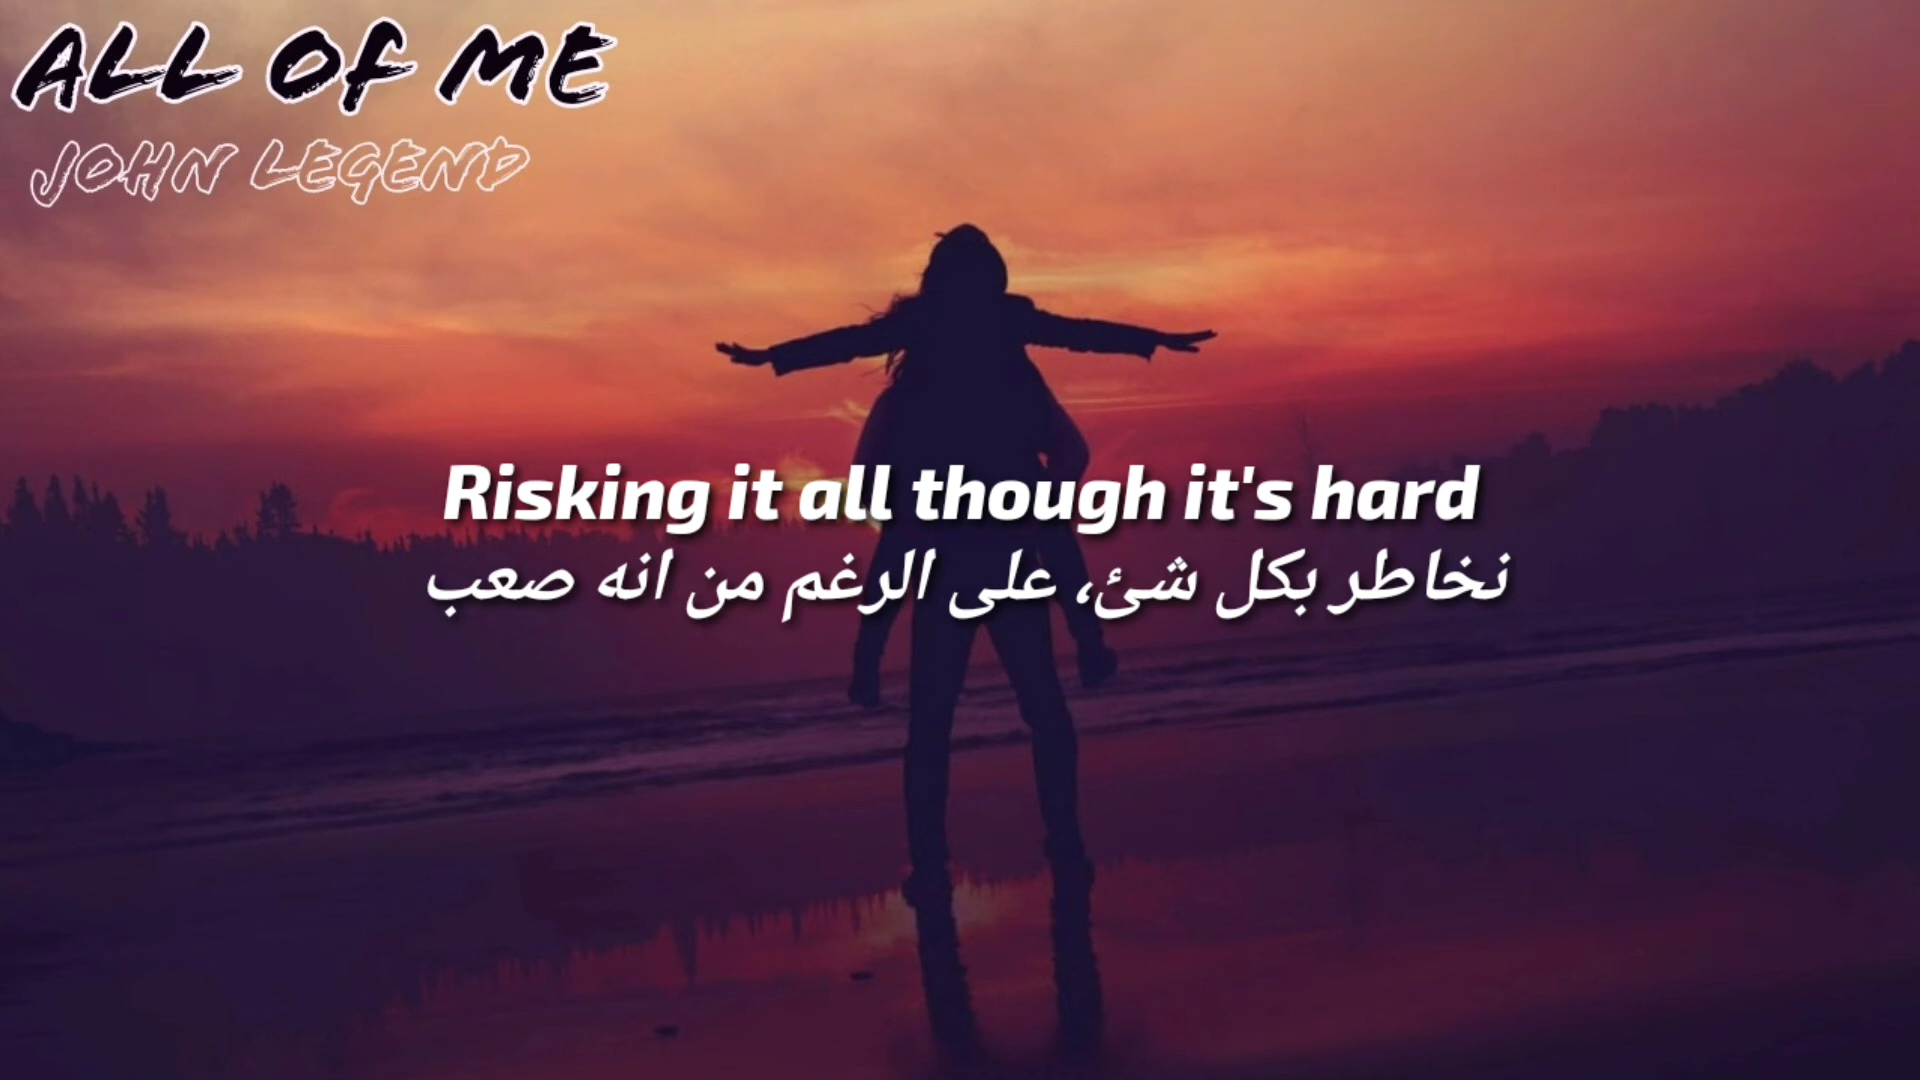 ALL OF ME
JOHN LEGEND
Risking it all though it's hard
نخاطر بكل شئ، على الرغم من انه صعب